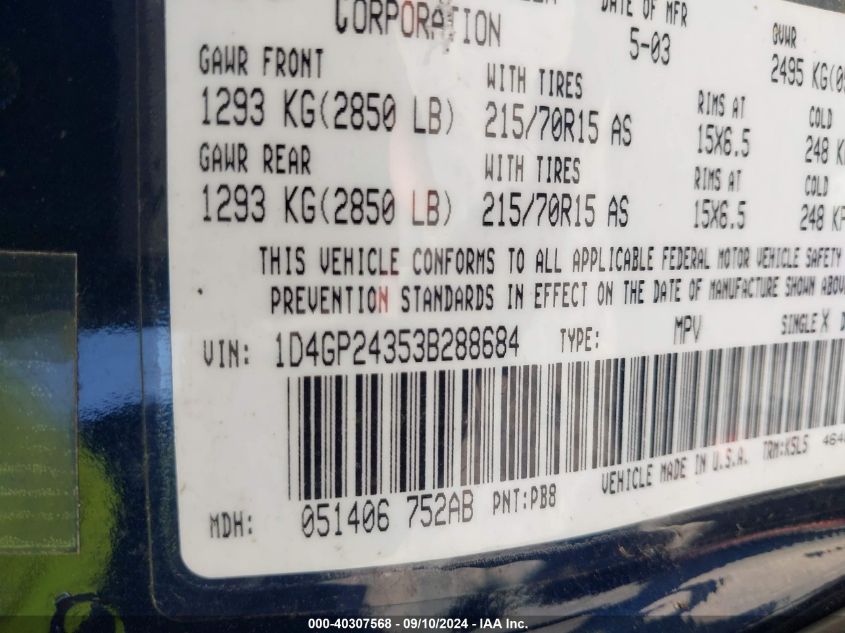 CORPORATION
DATE OF MFR
5-03
GVWR
2495 KG(
GAWR FRONT
WITH TIRES
RIMS AT
COLD
1293 KG(2850 LB)
215/70R15 AS
15X6.5
248
GAWR REAR
WITH TIRES
RIMS AT
COLD
1293 KG(2850 LB)
215/70R15 AS
15X6.5
248
THIS VEHICLE CONFORMS TO ALL APPLICABLE FEDERAL MOTOR VEHICLE SAFETY
PREVENTION STANDARDS IN EFFECT ON THE DATE OF MANUFACTURE SHOWN ABOV
VIN: 1D4GP24353B288684 TYPE: MPV SINGLE X D
MDH: 051406 752AB PNT:PB8 VEHICLE MADE IN U.S.A. TRM:K5L5 464
000-40307568 - 09/10/2024 - IAA Inc.